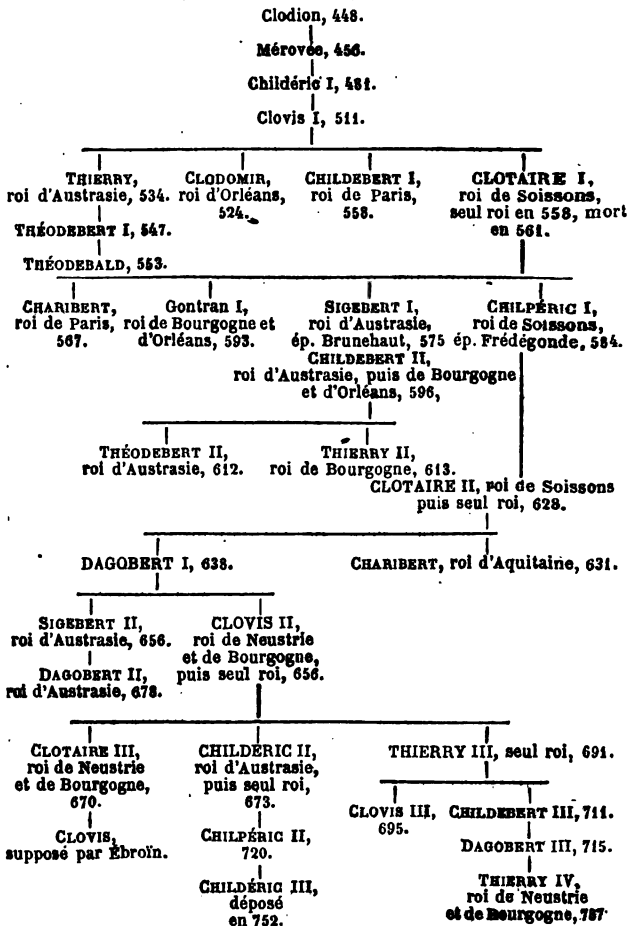 Clodion, 448.
Mérovée, 456.
Childéric I, 481.
Clovis I, 511.
THIERRY,
roi d'Austrasie, 534.
THÉODEBERT I, 547.
THÉODEBALD, 553.
CLODOMIR,
roi d'Orléans,
524.
CHILDEBERT I,
roi de Paris,
558.
CLOTAIRE I,
roi de Soissons,
seul roi en 558, mort
en 561.
CHARIBERT,
roi de Paris,
567.
Gontran I,
roi de Bourgogne et
d'Orléans, 593.
SIGEBERT I,
roi d'Austrasie,
ép. Brunehaut, 575
CHILDEBERT II,
roi d'Austrasie, puis de Bourgogne
et d'Orléans, 596,
CHILPÉRIC I,
roi de Soissons,
ép. Frédégonde, 584.
THÉODEBERT II,
roi d'Austrasie, 612.
THIERRY II,
roi de Bourgogne, 613.
CLOTAIRE II, roi de Soissons
puis seul roi, 628.
DAGOBERT I, 638.
CHARIBERT, roi d'Aquitaine, 631.
SIGEBERT II,
roi d'Austrasie, 656.
DAGOBERT II,
roi d'Austrasie, 678.
CLOVIS II,
roi de Neustrie
et de Bourgogne,
puis seul roi, 656.
CLOTAIRE III,
roi de Neustrie
et de Bourgogne,
670.
CLOVIS,
supposé par Ébroïn.
CHILDÉRIC II,
roi d'Austrasie,
puis seul roi,
673.
CHILPÉRIC II,
720.
CHILDÉRIC III,
déposé
en 752.
THIERRY III, seul roi, 691.
CLOVIS III,
695.
CHILDEBERT III, 711.
DAGOBERT III, 715.
THIERRY IV,
roi de Neustrie
et de Bourgogne, 737